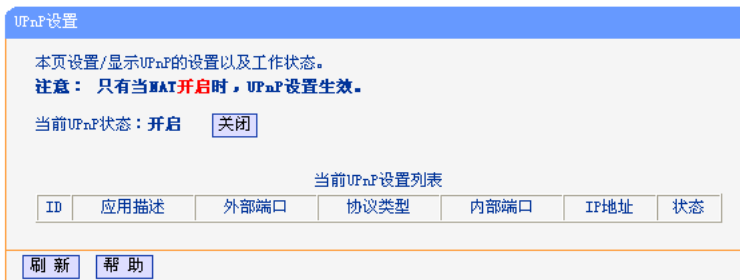 UPnP设置
本页设置/显示UPnP的设置以及工作状态。
注意： 只有当NAT开启时，UPnP设置生效。
当前UPnP状态：开启 关闭
当前UPnP设置列表
ID 应用描述 外部端口 协议类型 内部端口 IP地址 状态
刷 新 帮 助